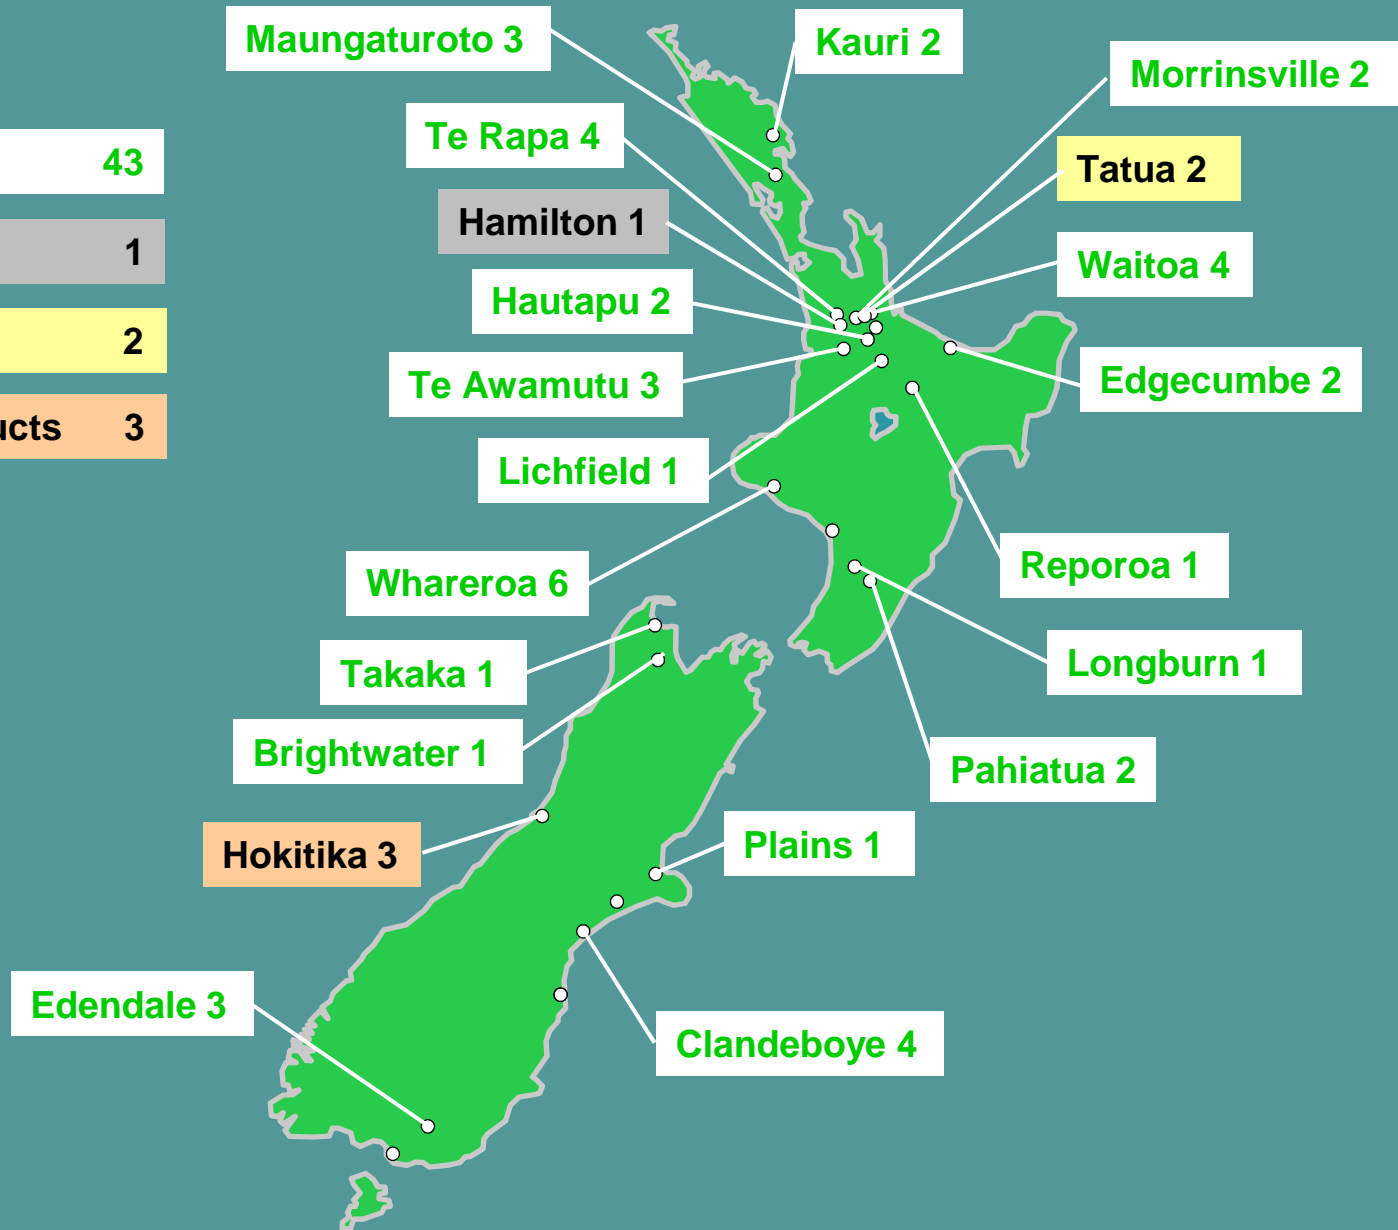 Maungaturoto 3
Kauri 2
Morrinsville 2
Te Rapa 4
43
Tatua 2
Hamilton 1
1
Waitoa 4
Hautapu 2
2
Te Awamutu 3
Edgecumbe 2
ucts 3
Lichfield 1
Reporoa 1
Whareroa 6
Longburn 1
Takaka 1
Brightwater 1
Pahiatua 2
Plains 1
Hokitika 3
Edendale 3
Clandeboye 4